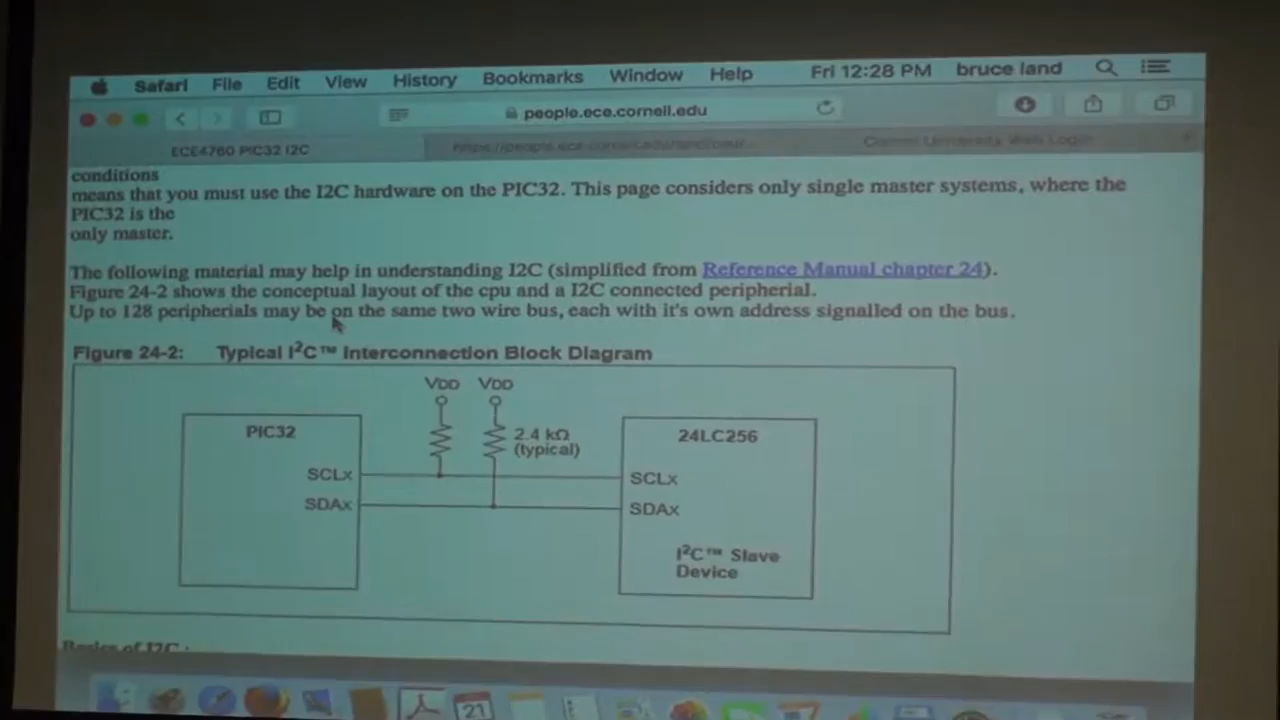 Safari File Edit View History Bookmarks Window Help Fri 12:28 PM bruce land
people.ece.cornell.edu
ECE4760 PIC32 I2C
conditions
means that you must use the I2C hardware on the PIC32. This page considers only single master systems, where the
PIC32 is the
only master.
The following material may help in understanding I2C (simplified from Reference Manual chapter 24).
Figure 24-2 shows the conceptual layout of the cpu and a I2C connected peripherial.
Up to 128 peripherials may be on the same two wire bus, each with it's own address signalled on the bus.
Figure 24-2: Typical I²C™ Interconnection Block Diagram
VDD VDD
PIC32
2.4 kΩ
(typical)
24LC256
SCLx
SCLx
SDAx
SDAx
I²C™ Slave
Device
Basics of I2C :
21